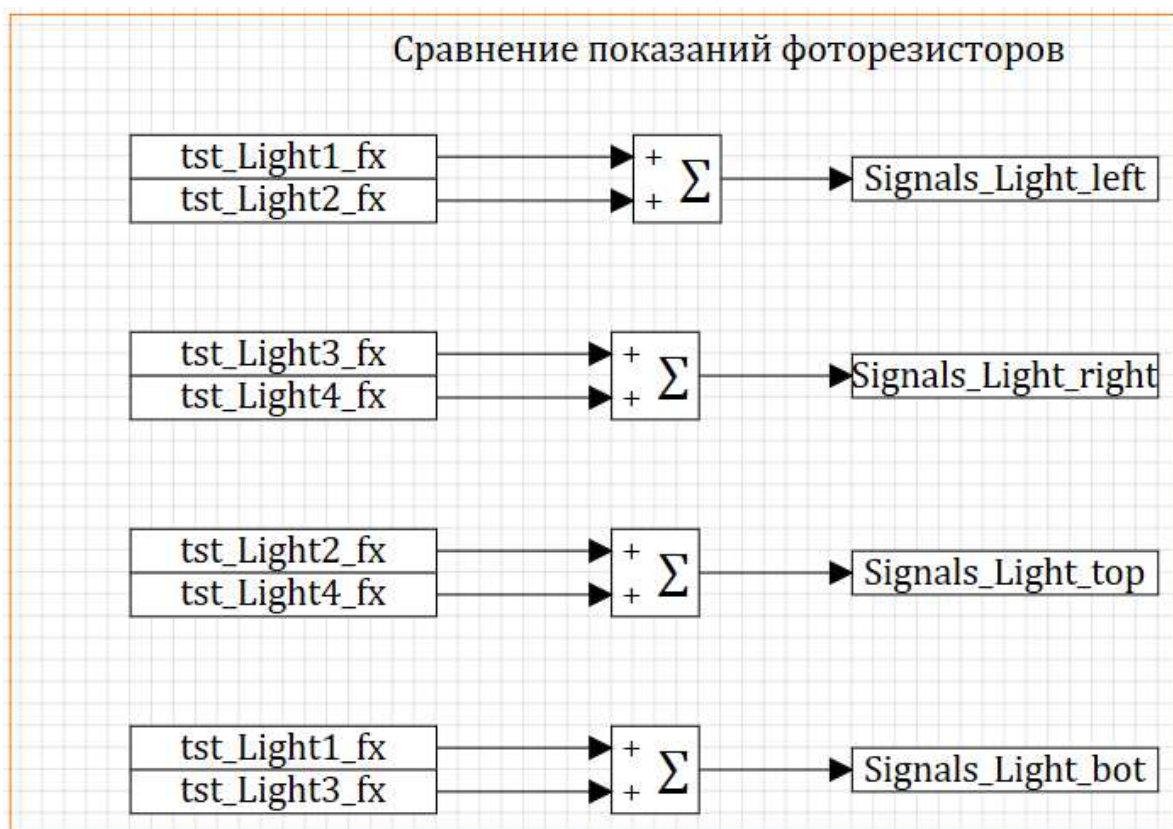 Сравнение показаний фоторезисторов
tst_Light1_fx
tst_Light2_fx
+
+
Σ
Signals_Light_left
tst_Light3_fx
tst_Light4_fx
+
+
Σ
Signals_Light_right
tst_Light2_fx
tst_Light4_fx
+
+
Σ
Signals_Light_top
tst_Light1_fx
tst_Light3_fx
+
+
Σ
Signals_Light_bot